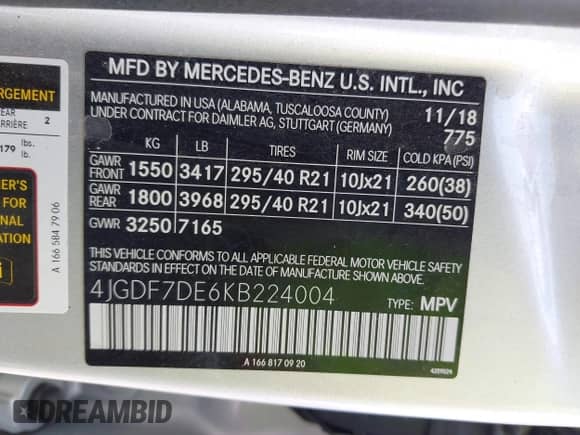 RGEMENT
EAR
ARRIÈRE 2
179 lbs.
lb.
ER'S
FOR
NAL
ATION
A 166 584 79 06
MFD BY MERCEDES-BENZ U.S. INTL., INC
MANUFACTURED IN USA (ALABAMA, TUSCALOOSA COUNTY) 11/18
UNDER CONTRACT FOR DAIMLER AG, STUTTGART (GERMANY) 775
KG LB TIRES RIM SIZE COLD KPA (PSI)
GAWR FRONT 1550 3417 295/40 R21 10Jx21 260(38)
GAWR REAR 1800 3968 295/40 R21 10Jx21 340(50)
GVWR 3250 7165
THIS VEHICLE CONFORMS TO ALL APPLICABLE FEDERAL MOTOR VEHICLE SAFETY
STANDARDS IN EFFECT ON THE DATE OF MANUFACTURE SHOWN ABOVE.
4JGDF7DE6KB224004 TYPE: MPV
A 166 817 09 20
DREAMBID